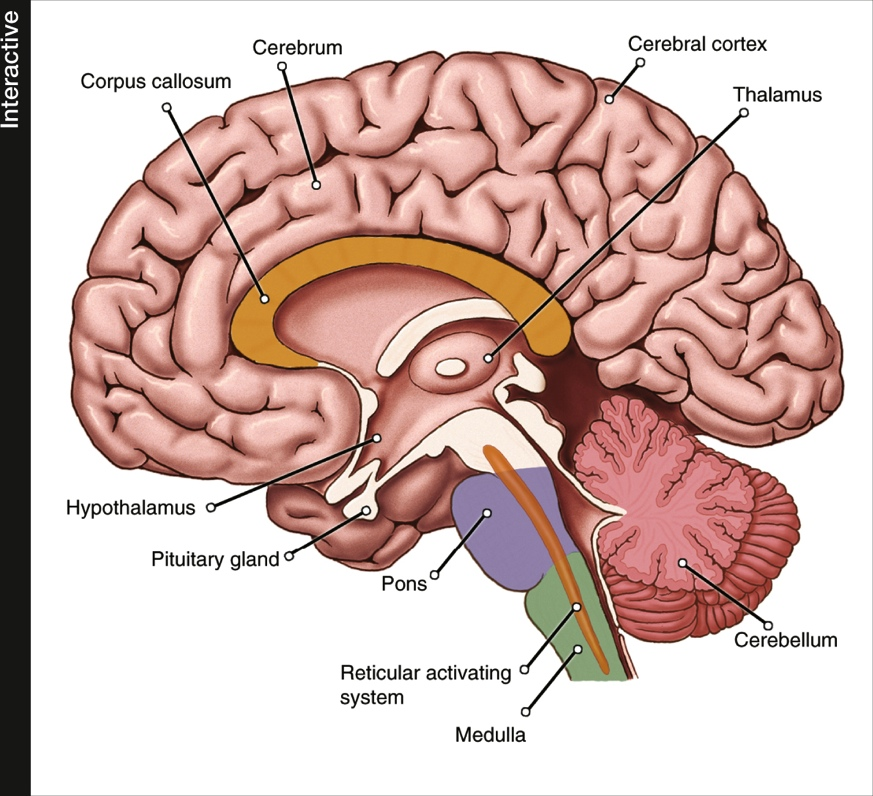 Interactive
Cerebrum
Cerebral cortex
Corpus callosum
Thalamus
Hypothalamus
Pituitary gland
Pons
Cerebellum
Reticular activating
system
Medulla